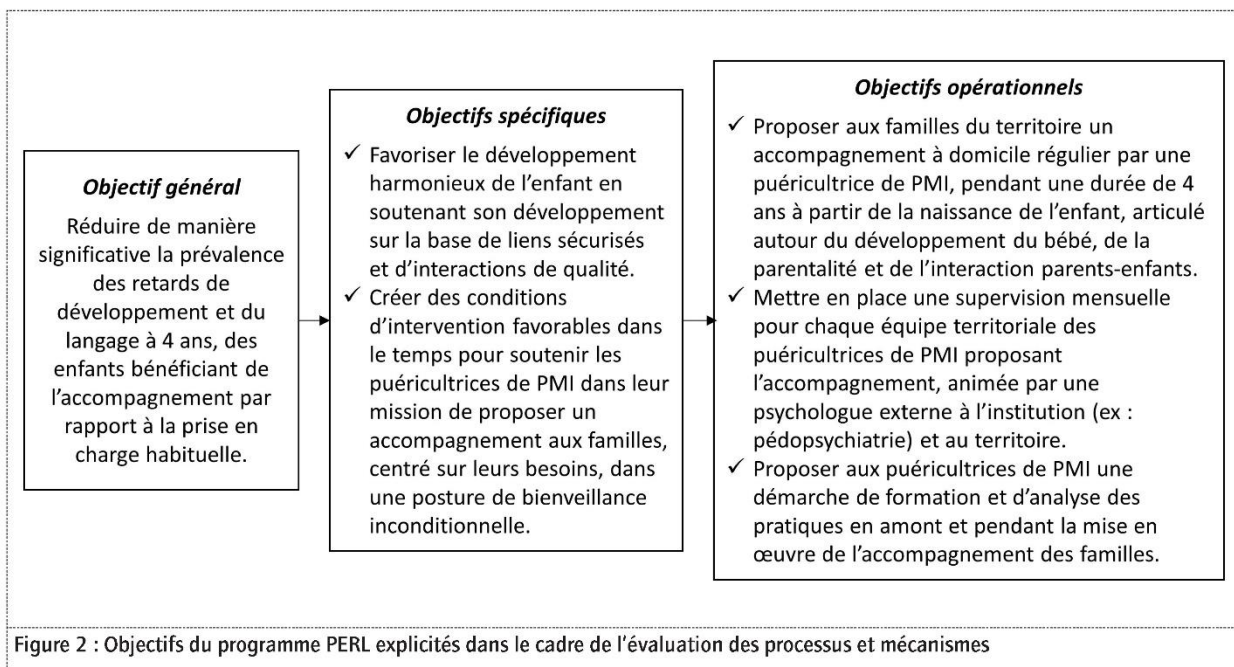 Objectif général
Réduire de manière
significative la prévalence
des retards de
développement et du
langage à 4 ans, des
enfants bénéficiant de
l’accompagnement par
rapport à la prise en
charge habituelle.
Objectifs spécifiques
✓ Favoriser le développement
harmonieux de l’enfant en
soutenant son développement
sur la base de liens sécurisés
et d’interactions de qualité.
✓ Créer des conditions
d’intervention favorables dans
le temps pour soutenir les
puéricultrices de PMI dans leur
mission de proposer un
accompagnement aux familles,
centré sur leurs besoins, dans
une posture de bienveillance
inconditionnelle.
Objectifs opérationnels
✓ Proposer aux familles du territoire un
accompagnement à domicile régulier par une
puéricultrice de PMI, pendant une durée de 4
ans à partir de la naissance de l’enfant, articulé
autour du développement du bébé, de la
parentalité et de l’interaction parents-enfants.
✓ Mettre en place une supervision mensuelle
pour chaque équipe territoriale des
puéricultrices de PMI proposant
l’accompagnement, animée par une
psychologue externe à l’institution (ex :
pédopsychiatrie) et au territoire.
✓ Proposer aux puéricultrices de PMI une
démarche de formation et d’analyse des
pratiques en amont et pendant la mise en
œuvre de l’accompagnement des familles.
Figure 2 : Objectifs du programme PERL explicités dans le cadre de l’évaluation des processus et mécanismes